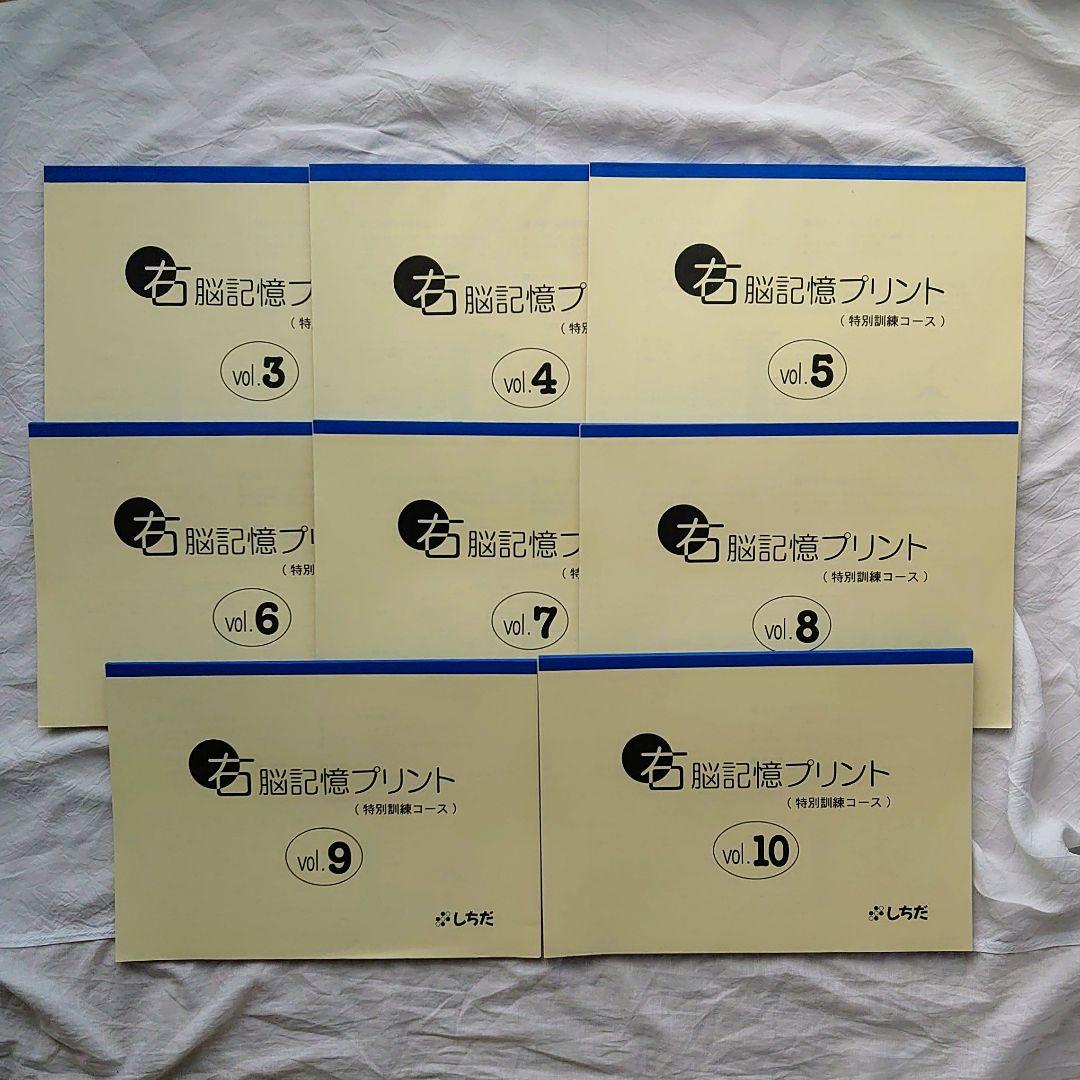 右脳記憶プ
（特
vol.3
右脳記憶プ
（特別
vol.4
右脳記憶プリント
（特別訓練コース）
vol.5
右脳記憶プリ
（特別
vol.6
右脳記憶プ
（特
vol.7
右脳記憶プリント
（特別訓練コース）
vol.8
右脳記憶プリント
（特別訓練コース）
vol.9
しちだ
右脳記憶プリント
（特別訓練コース）
vol.10
しちだ